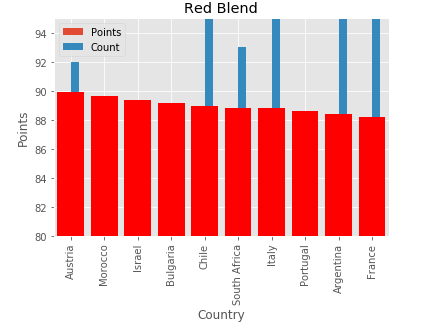 Red Blend
Points
Count
94
92
90
88
86
84
82
80
Points
Austria
Morocco
Israel
Bulgaria
Chile
South Africa
Italy
Portugal
Argentina
France
Country